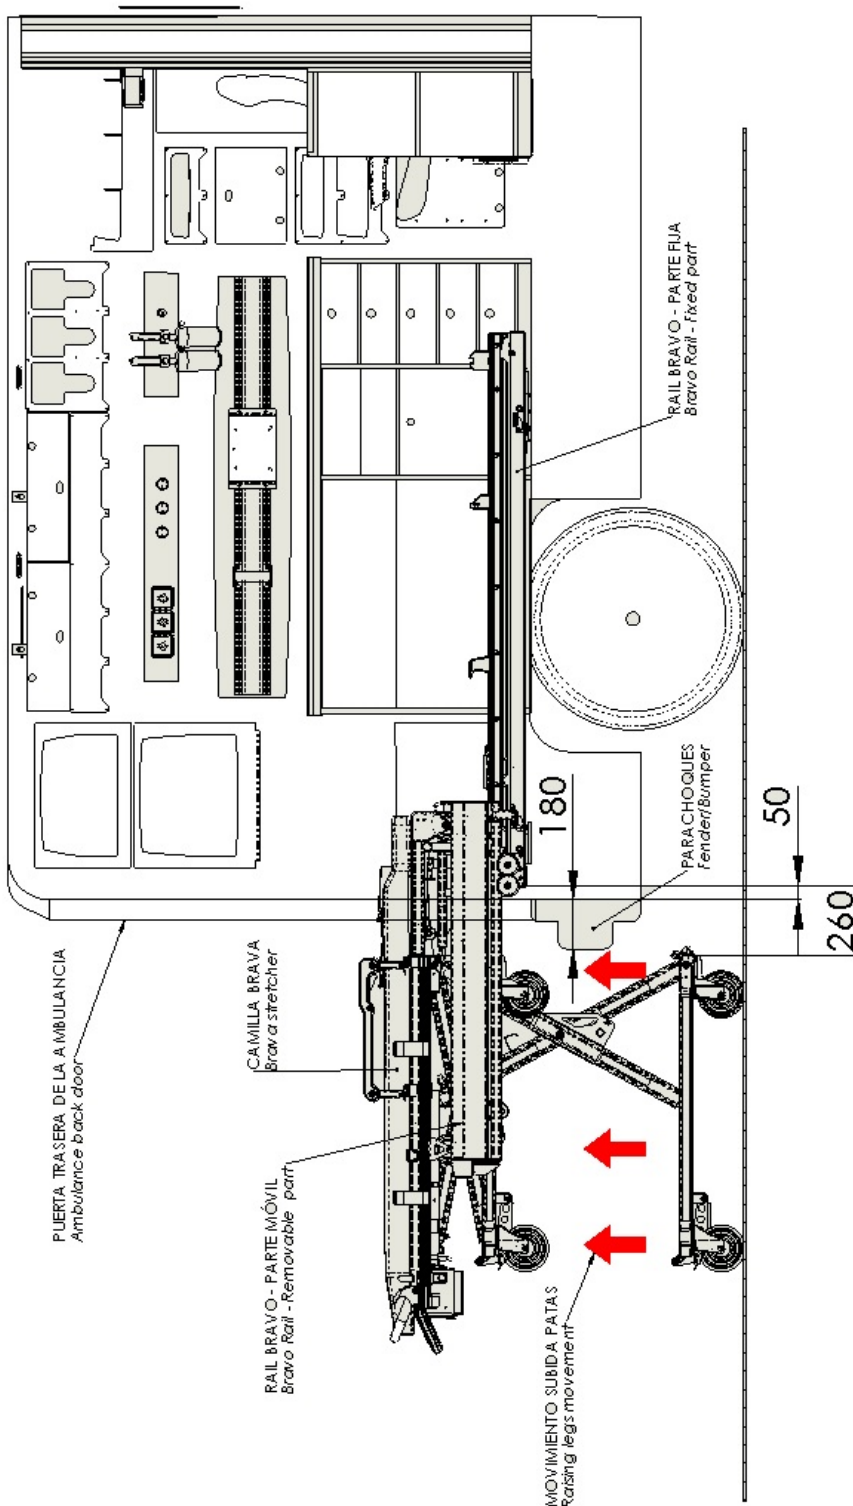 PUERTA TRASERA DE LA AMBULANCIA
Ambulance back door
CAMILLA BRAVA
Brava stretcher
RAIL BRAVO - PARTE MÓVIL
Bravo Rail - Removable part
MOVIMIENTO SUBIDA PATAS
Raising legs movement
RAIL BRAVO - PARTE FIJA
Bravo Rail - Fixed part
PARACHOQUES
Fender/Bumper
180
50
260